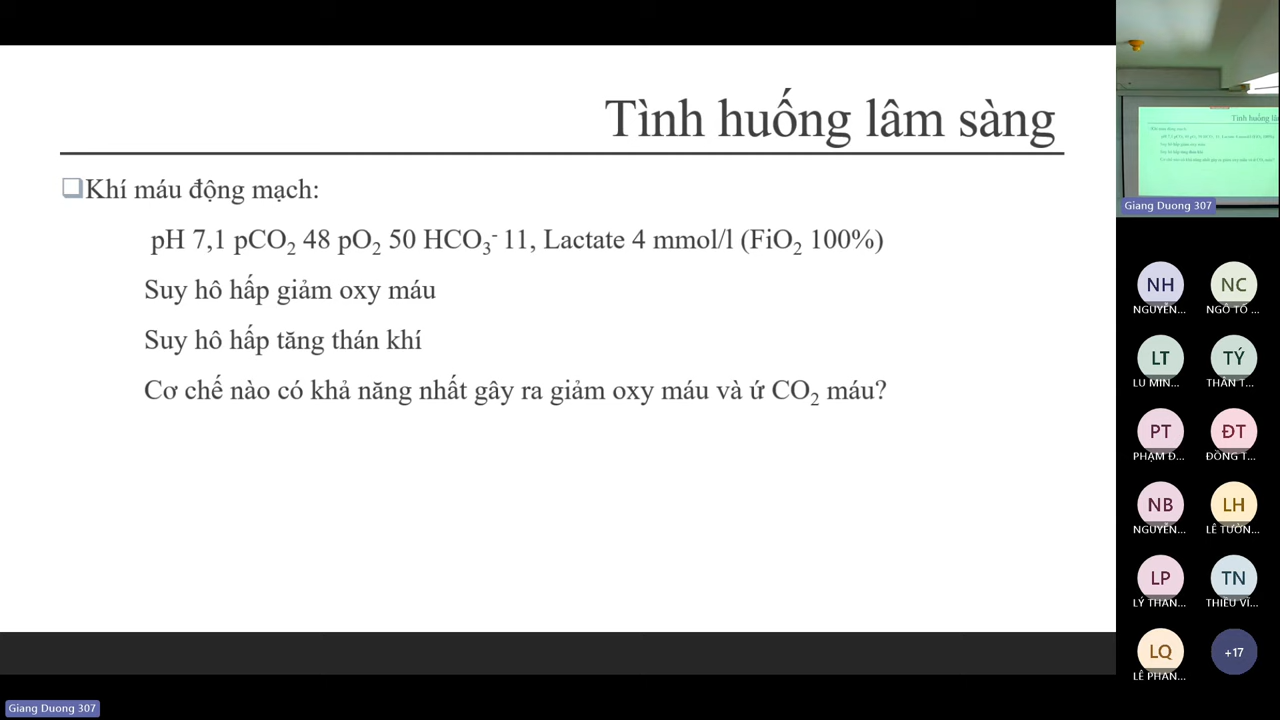 Tình huống lâm sàng
❑Khí máu động mạch:
pH 7,1 pCO₂ 48 pO₂ 50 HCO₃⁻ 11, Lactate 4 mmol/l (FiO₂ 100%)
Suy hô hấp giảm oxy máu
Suy hô hấp tăng thán khí
Cơ chế nào có khả năng nhất gây ra giảm oxy máu và ứ CO₂ máu?
Giang Duong 307
Tình huống lâ
Giang Duong 307
NH NC
NGUYỄN... NGÔ TỐ ...
LT TÝ
LU MIN... THÂN T...
PT ĐT
PHẠM Đ... ĐỒNG T...
NB LH
NGUYỄN... LÊ TƯỜN...
LP TN
LÝ THAN... THIỀU VĨ...
LQ +17
LÊ PHAN...